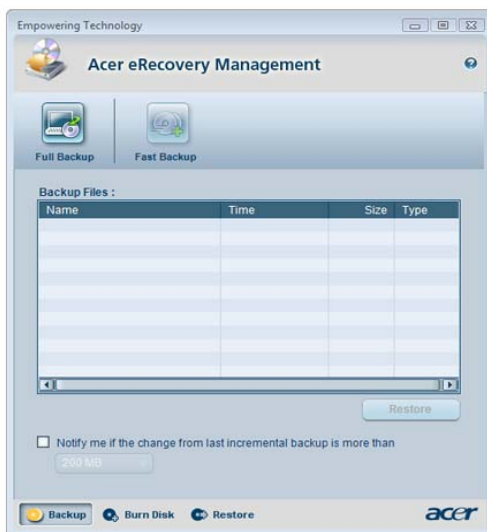 Empowering Technology
Acer eRecovery Management
Full Backup Fast Backup
Backup Files :
Name Time Size Type
Restore
Notify me if the change from last incremental backup is more than
200 MB
Backup Burn Disk Restore acer